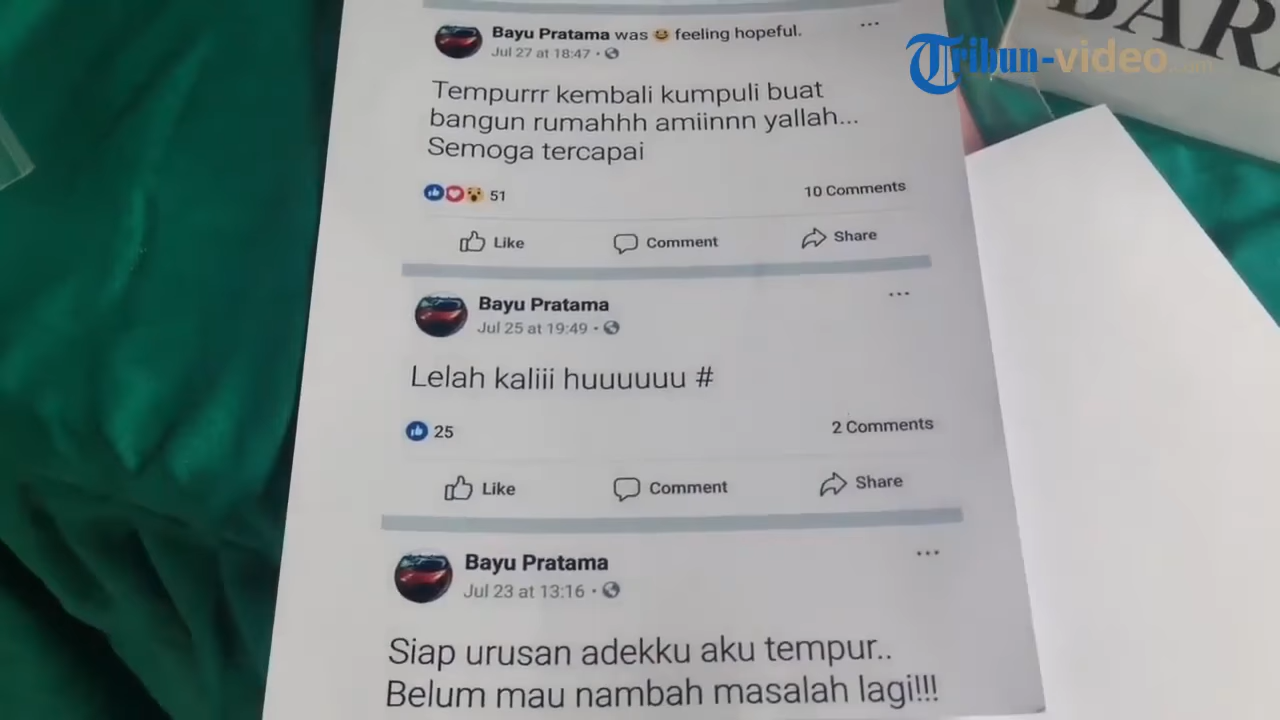 BAR
Tribun-video.com
Bayu Pratama was 😊 feeling hopeful.
Jul 27 at 18:47 ·
Tempurrr kembali kumpuli buat
bangun rumahhh amiinnn yallah...
Semoga tercapai
51
10 Comments
Like Comment Share
Bayu Pratama
Jul 25 at 19:49 ·
Lelah kaliii huuuuuu #
25
2 Comments
Like Comment Share
Bayu Pratama
Jul 23 at 13:16 ·
Siap urusan adekku aku tempur..
Belum mau nambah masalah lagi!!!